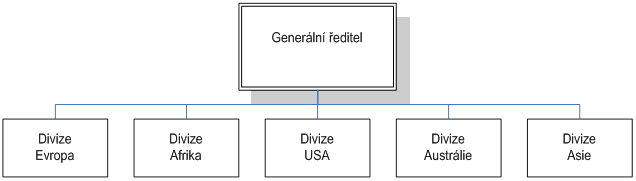 Generální ředitel
Divize
Evropa
Divize
Afrika
Divize
USA
Divize
Austrálie
Divize
Asie